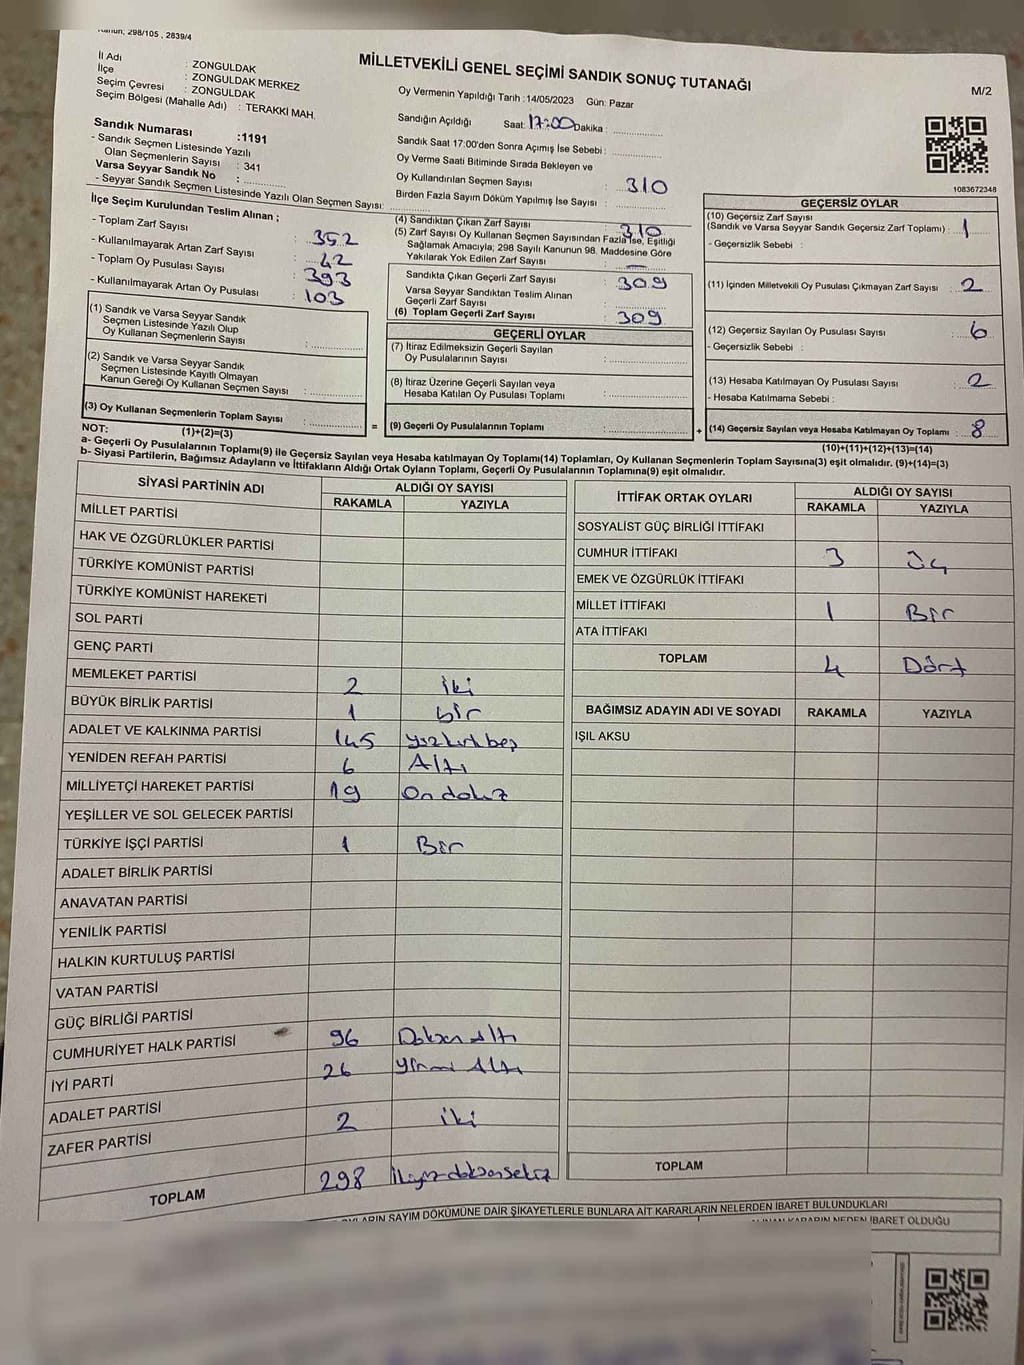 Kanun, 298/105 , 2839/4
MİLLETVEKİLİ GENEL SEÇİMİ SANDIK SONUÇ TUTANAĞI
M/2
İl Adı : ZONGULDAK
İlçe : ZONGULDAK MERKEZ
Seçim Çevresi : ZONGULDAK
Seçim Bölgesi (Mahalle Adı) : TERAKKİ MAH.
Sandık Numarası :1191
- Sandık Seçmen Listesinde Yazılı
Olan Seçmenlerin Sayısı : 341
Varsa Seyyar Sandık No :
- Seyyar Sandık Seçmen Listesinde Yazılı Olan Seçmen Sayısı:
Oy Vermenin Yapıldığı Tarih :14/05/2023 Gün: Pazar
Sandığın Açıldığı Saat: 17:00 Dakika :
Sandık Saat 17:00'den Sonra Açımış İse Sebebi :
Oy Verme Saati Bitiminde Sırada Bekleyen ve
Oy Kullandırılan Seçmen Sayısı : 310
Birden Fazla Sayım Döküm Yapılmış İse Sayısı :
1083672348
İlçe Seçim Kurulundan Teslim Alınan ;
- Toplam Zarf Sayısı : 352
- Kullanılmayarak Artan Zarf Sayısı : 42
- Toplam Oy Pusulası Sayısı : 393
- Kullanılmayarak Artan Oy Pusulası : 103
(1) Sandık ve Varsa Seyyar Sandık
Seçmen Listesinde Yazılı Olup
Oy Kullanan Seçmenlerin Sayısı :
(2) Sandık ve Varsa Seyyar Sandık
Seçmen Listesinde Kayıtlı Olmayan
Kanun Gereği Oy Kullanan Seçmen Sayısı :
(3) Oy Kullanan Seçmenlerin Toplam Sayısı :
(4) Sandıktan Çıkan Zarf Sayısı : 310
(5) Zarf Sayısı Oy Kullanan Seçmen Sayısından Fazla İse, Eşitliği
Sağlamak Amacıyla; 298 Sayılı Kanunun 98. Maddesine Göre
Yakılarak Yok Edilen Zarf Sayısı : —
Sandıkta Çıkan Geçerli Zarf Sayısı : 309
Varsa Seyyar Sandıktan Teslim Alınan
Geçerli Zarf Sayısı :
(6) Toplam Geçerli Zarf Sayısı : 309
GEÇERLİ OYLAR
(7) İtiraz Edilmeksizin Geçerli Sayılan
Oy Pusulalarının Sayısı :
(8) İtiraz Üzerine Geçerli Sayılan veya
Hesaba Katılan Oy Pusulası Toplamı :
= (9) Geçerli Oy Pusulalarının Toplamı :
GEÇERSİZ OYLAR
(10) Geçersiz Zarf Sayısı
(Sandık ve Varsa Seyyar Sandık Geçersiz Zarf Toplamı) : 1
- Geçersizlik Sebebi :
(11) İçinden Milletvekili Oy Pusulası Çıkmayan Zarf Sayısı : 2
(12) Geçersiz Sayılan Oy Pusulası Sayısı : 6
- Geçersizlik Sebebi :
(13) Hesaba Katılmayan Oy Pusulası Sayısı : 2
- Hesaba Katılmama Sebebi :
+ (14) Geçersiz Sayılan veya Hesaba Katılmayan Oy Toplamı : 8
NOT: (1)+(2)=(3)
(10)+(11)+(12)+(13)=(14)
a- Geçerli Oy Pusulalarının Toplamı(9) ile Geçersiz Sayılan veya Hesaba katılmayan Oy Toplamı(14) Toplamları, Oy Kullanan Seçmenlerin Toplam Sayısına(3) eşit olmalıdır. (9)+(14)=(3)
b- Siyasi Partilerin, Bağımsız Adayların ve İttifakların Aldığı Ortak Oyların Toplamı, Geçerli Oy Pusulalarının Toplamına(9) eşit olmalıdır.
SİYASİ PARTİNİN ADI ALDIĞI OY SAYISI
RAKAMLA YAZIYLA
MİLLET PARTİSİ
HAK VE ÖZGÜRLÜKLER PARTİSİ
TÜRKİYE KOMÜNİST PARTİSİ
TÜRKİYE KOMÜNİST HAREKETİ
SOL PARTİ
GENÇ PARTİ
MEMLEKET PARTİSİ 2 iki
BÜYÜK BİRLİK PARTİSİ 1 bir
ADALET VE KALKINMA PARTİSİ 145 yüzkırkbeş
YENİDEN REFAH PARTİSİ 6 Altı
MİLLİYETÇİ HAREKET PARTİSİ 19 Ondokuz
YEŞİLLER VE SOL GELECEK PARTİSİ
TÜRKİYE İŞÇİ PARTİSİ 1 Bir
ADALET BİRLİK PARTİSİ
ANAVATAN PARTİSİ
YENİLİK PARTİSİ
HALKIN KURTULUŞ PARTİSİ
VATAN PARTİSİ
GÜÇ BİRLİĞİ PARTİSİ
CUMHURİYET HALK PARTİSİ 96 Doksan Altı
İYİ PARTİ 26 Yirmi Altı
ADALET PARTİSİ
ZAFER PARTİSİ 2 iki
TOPLAM 298 İkiyüzdoksansekiz
İTTİFAK ORTAK OYLARI ALDIĞI OY SAYISI
RAKAMLA YAZIYLA
SOSYALİST GÜÇ BİRLİĞİ İTTİFAKI
CUMHUR İTTİFAKI 3 Üç
EMEK VE ÖZGÜRLÜK İTTİFAKI
MİLLET İTTİFAKI 1 Bir
ATA İTTİFAKI
TOPLAM 4 Dört
BAĞIMSIZ ADAYIN ADI VE SOYADI RAKAMLA YAZIYLA
IŞIL AKSU
TOPLAM
SAYIM DÖKÜMÜNE DAİR ŞİKAYETLERLE BUNLARA AİT KARARLARIN NELERDEN İBARET BULUNDUKLARI
KARARIN NEDEN İBARET OLDUĞU